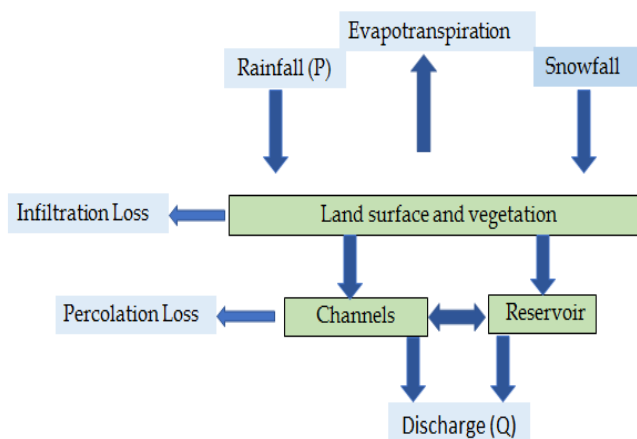 Evapotranspiration
Rainfall (P)
Snowfall
Infiltration Loss
Land surface and vegetation
Percolation Loss
Channels
Reservoir
Discharge (Q)